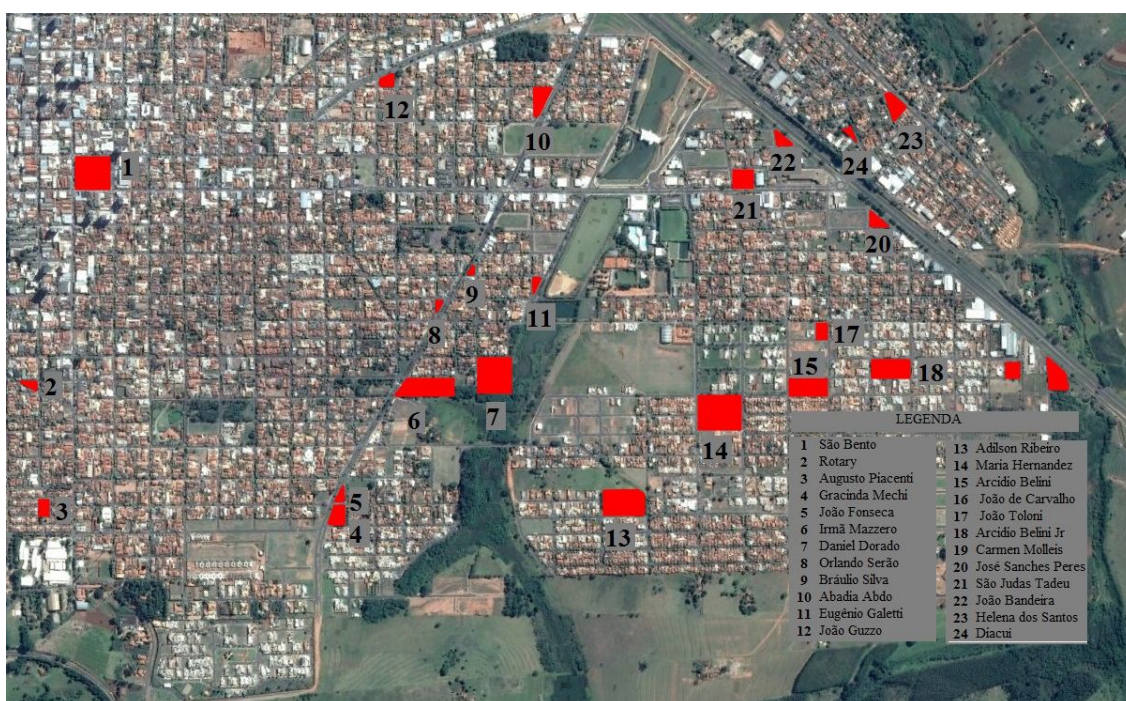 12
10
23
1
22
24
21
20
9
11
8
17
2
15
18
6
7
14
3
5
4
13
LEGENDA
1 São Bento
2 Rotary
3 Augusto Piacenti
4 Gracinda Mechi
5 João Fonseca
6 Irmã Mazzero
7 Daniel Dorado
8 Orlando Serão
9 Bráulio Silva
10 Abadia Abdo
11 Eugênio Galetti
12 João Guzzo
13 Adilson Ribeiro
14 Maria Hernandez
15 Arcidio Belini
16 João de Carvalho
17 João Toloni
18 Arcidio Belini Jr
19 Carmen Molleis
20 José Sanches Peres
21 São Judas Tadeu
22 João Bandeira
23 Helena dos Santos
24 Diacui